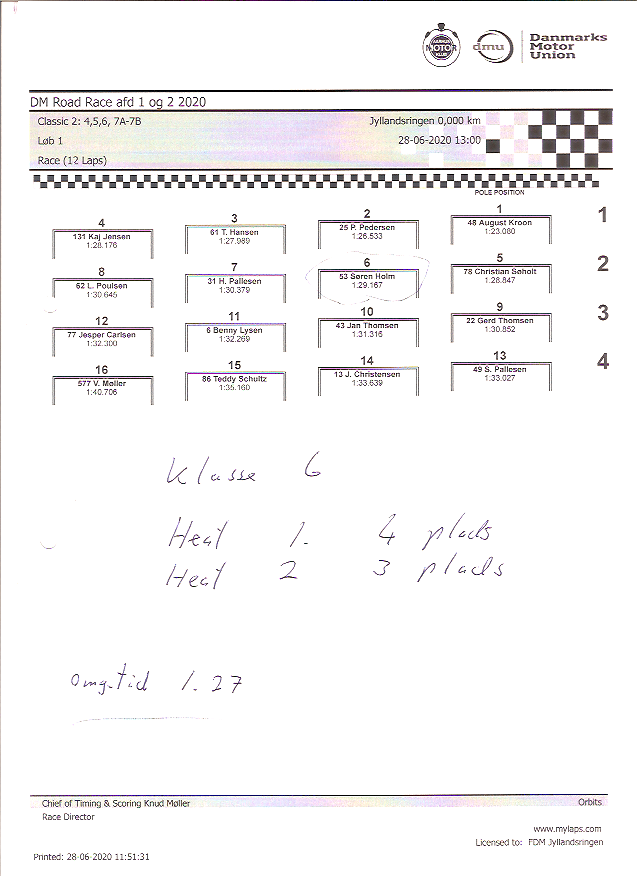 DANSK MOTOR KLUB
dmu
Danmarks
Motor
Union
DM Road Race afd 1 og 2 2020
Classic 2: 4,5,6, 7A-7B
Jyllandsringen 0,000 km
Løb 1
28-06-2020 13:00
Race (12 Laps)
POLE POSITION
4 3 2 1 1
131 Kaj Jensen 61 T. Hansen 25 P. Pedersen 48 August Kroon
1:28.176 1:27.989 1:26.533 1:23.080
8 7 6 5 2
62 L. Poulsen 31 H. Pallesen 53 Søren Holm 78 Christian Søholt
1:30.645 1:30.379 1:29.167 1:28.847
12 11 10 9 3
77 Jesper Carlsen 6 Benny Lysen 43 Jan Thomsen 22 Gerd Thomsen
1:32.300 1:32.269 1:31.316 1:30.852
16 15 14 13 4
577 V. Møller 86 Teddy Schultz 13 J. Christensen 49 S. Pallesen
1:40.706 1:35.160 1:33.639 1:33.027
Klasse 6
Heat 1. 4 plads
Heat 2 3 plads
omg.tid 1.27
Chief of Timing & Scoring Knud Møller
Orbits
Race Director
www.mylaps.com
Licensed to: FDM Jyllandsringen
Printed: 28-06-2020 11:51:31